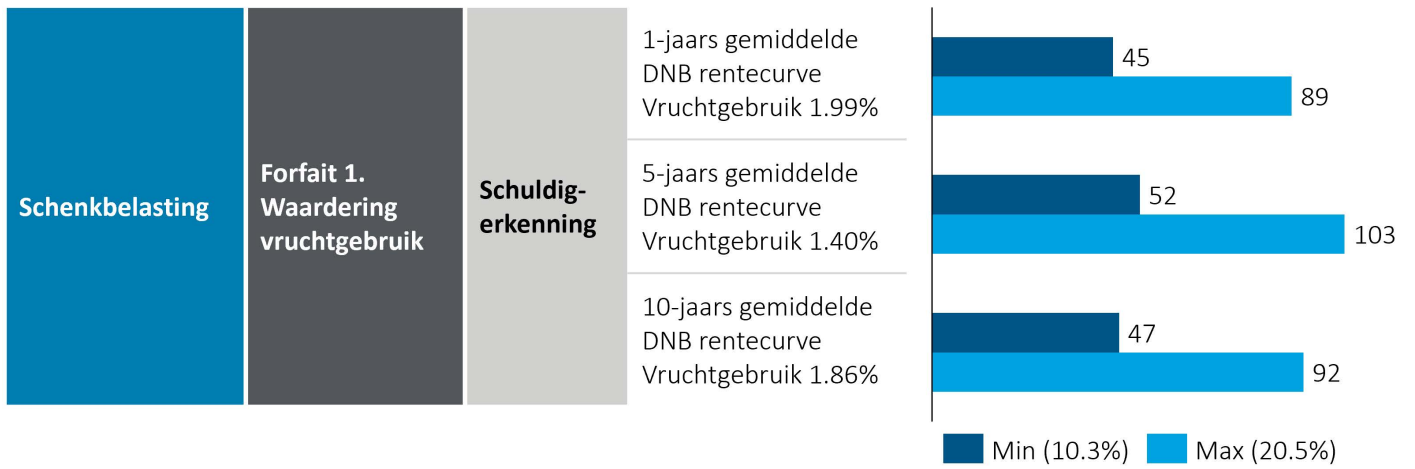 Schenkbelasting
Forfait 1.
Waardering
vruchtgebruik
Schuldig-
erkenning
1-jaars gemiddelde
DNB rentecurve
Vruchtgebruik 1.99%
45
89
5-jaars gemiddelde
DNB rentecurve
Vruchtgebruik 1.40%
52
103
10-jaars gemiddelde
DNB rentecurve
Vruchtgebruik 1.86%
47
92
Min (10.3%) Max (20.5%)